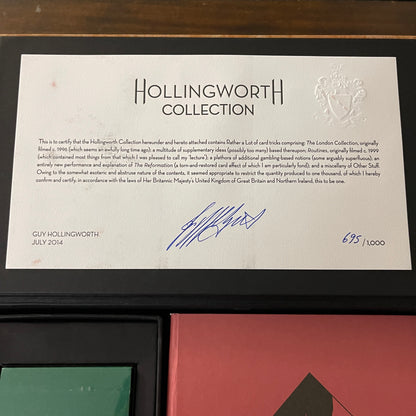 HOLLINGWORTH
COLLECTION
This is to certify that the Hollingworth Collection hereunder and hereto attached contains Rather a Lot of card tricks comprising: The London Collection, originally
filmed c. 1996 (which seems an awfully long time ago); a multitude of supplementary ideas (possibly too many) based thereupon; Routines, originally filmed c. 1999
(which contained most things from that which I was pleased to call my 'lecture'); a plethora of additional gambling-based notions (some arguably superfluous); an
entirely new performance and explanation of The Reformation (a torn-and-restored card effect of which I am particularly fond); and a miscellany of Other Stuff.
Owing to the somewhat esoteric and abstruse nature of the contents, it seemed appropriate to restrict the quantity produced to one thousand, of which I hereby
confirm and certify, in accordance with the laws of Her Britannic Majesty's United Kingdom of Great Britain and Northern Ireland, this to be one.
GUY HOLLINGWORTH
JULY 2014
695 /1,000